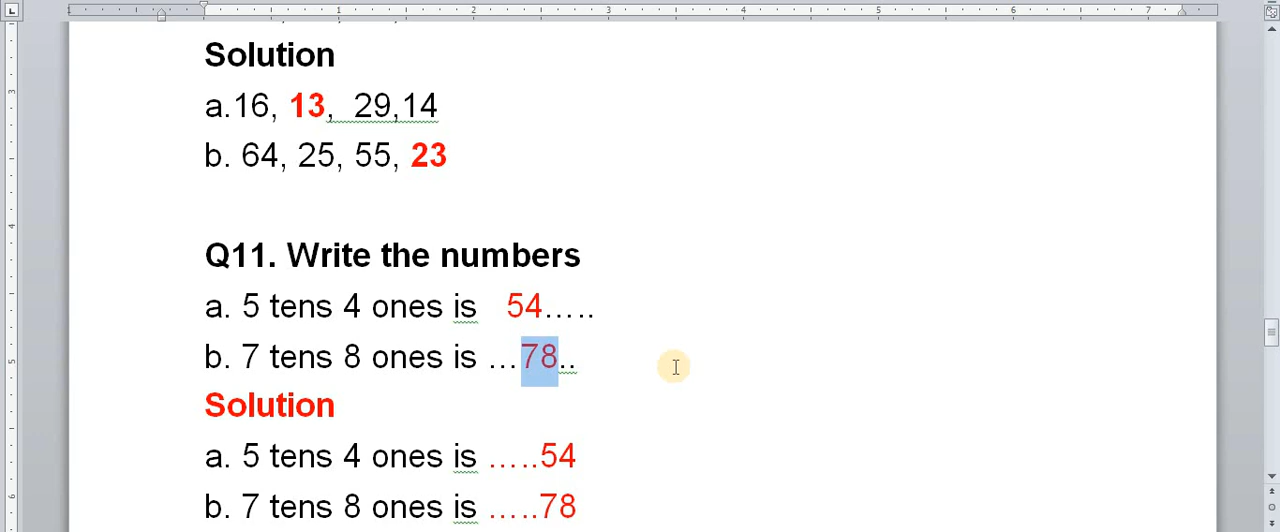 Solution
a.16, 13,  29,14
b. 64, 25, 55, 23
Q11. Write the numbers
a. 5 tens 4 ones is   54…..
b. 7 tens 8 ones is …78..
Solution
a. 5 tens 4 ones is …..54
b. 7 tens 8 ones is …..78